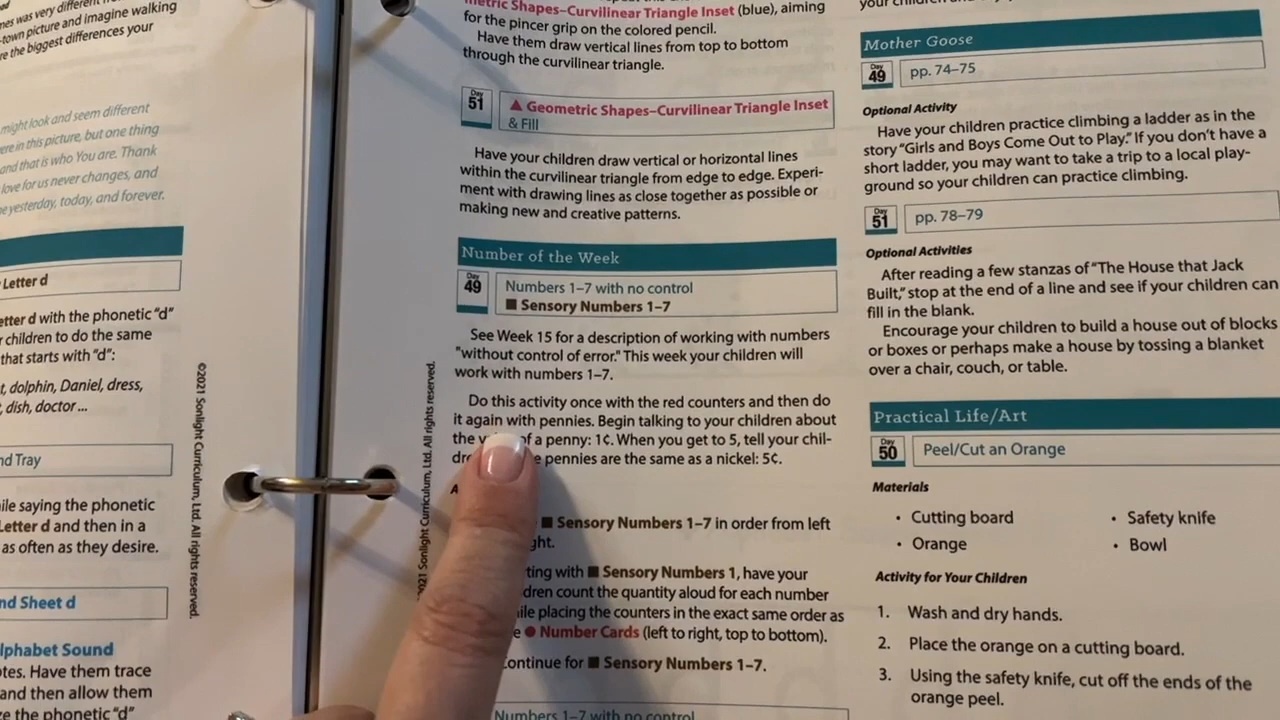 nes was very different
-town picture and imagine walking
re the biggest differences your
might look and seem different
ere in this picture, but one thing
and that is who You are. Thank
love for us never changes, and
e yesterday, today, and forever.
Letter d
etter d with the phonetic "d"
r children to do the same
that starts with "d":
t, dolphin, Daniel, dress,
, dish, doctor ...
nd Tray
ile saying the phonetic
Letter d and then in a
as often as they desire.
nd Sheet d
lphabet Sound
otes. Have them trace
and then allow them
e the phonetic "d"
©2021 Sonlight Curriculum, Ltd. All rights reserved.
metric Shapes–Curvilinear Triangle Inset (blue), aiming
for the pincer grip on the colored pencil.
Have them draw vertical lines from top to bottom
through the curvilinear triangle.
Day
51
▲ Geometric Shapes–Curvilinear Triangle Inset
& Fill
Have your children draw vertical or horizontal lines
within the curvilinear triangle from edge to edge. Experi-
ment with drawing lines as close together as possible or
making new and creative patterns.
Number of the Week
Day
49
Numbers 1–7 with no control
■ Sensory Numbers 1–7
See Week 15 for a description of working with numbers
"without control of error." This week your children will
work with numbers 1–7.
Do this activity once with the red counters and then do
it again with pennies. Begin talking to your children about
the of a penny: 1¢. When you get to 5, tell your chil-
pennies are the same as a nickel: 5¢.
■ Sensory Numbers 1–7 in order from left
ght.
ting with ■ Sensory Numbers 1, have your
dren count the quantity aloud for each number
ile placing the counters in the exact same order as
e ● Number Cards (left to right, top to bottom).
Continue for ■ Sensory Numbers 1–7.
Numbers 1–7 with no control
2021 Sonlight Curriculum, Ltd. All rights reserved.
your children
Mother Goose
Day
49
pp. 74–75
Optional Activity
Have your children practice climbing a ladder as in the
story "Girls and Boys Come Out to Play." If you don't have a
short ladder, you may want to take a trip to a local play-
ground so your children can practice climbing.
Day
51
pp. 78–79
Optional Activities
After reading a few stanzas of "The House that Jack
Built," stop at the end of a line and see if your children can
fill in the blank.
Encourage your children to build a house out of blocks
or boxes or perhaps make a house by tossing a blanket
over a chair, couch, or table.
Practical Life/Art
Day
50
Peel/Cut an Orange
Materials
• Cutting board
• Safety knife
• Orange
• Bowl
Activity for Your Children
1. Wash and dry hands.
2. Place the orange on a cutting board.
3. Using the safety knife, cut off the ends of the
orange peel.